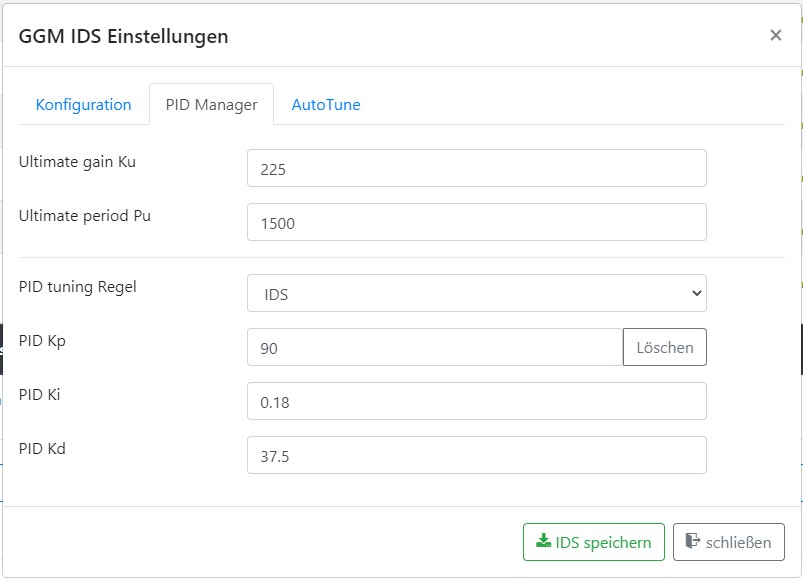 GGM IDS Einstellungen ×
Konfiguration PID Manager AutoTune
Ultimate gain Ku 225
Ultimate period Pu 1500
PID tuning Regel IDS
PID Kp 90 Löschen
PID Ki 0.18
PID Kd 37.5
IDS speichern schließen